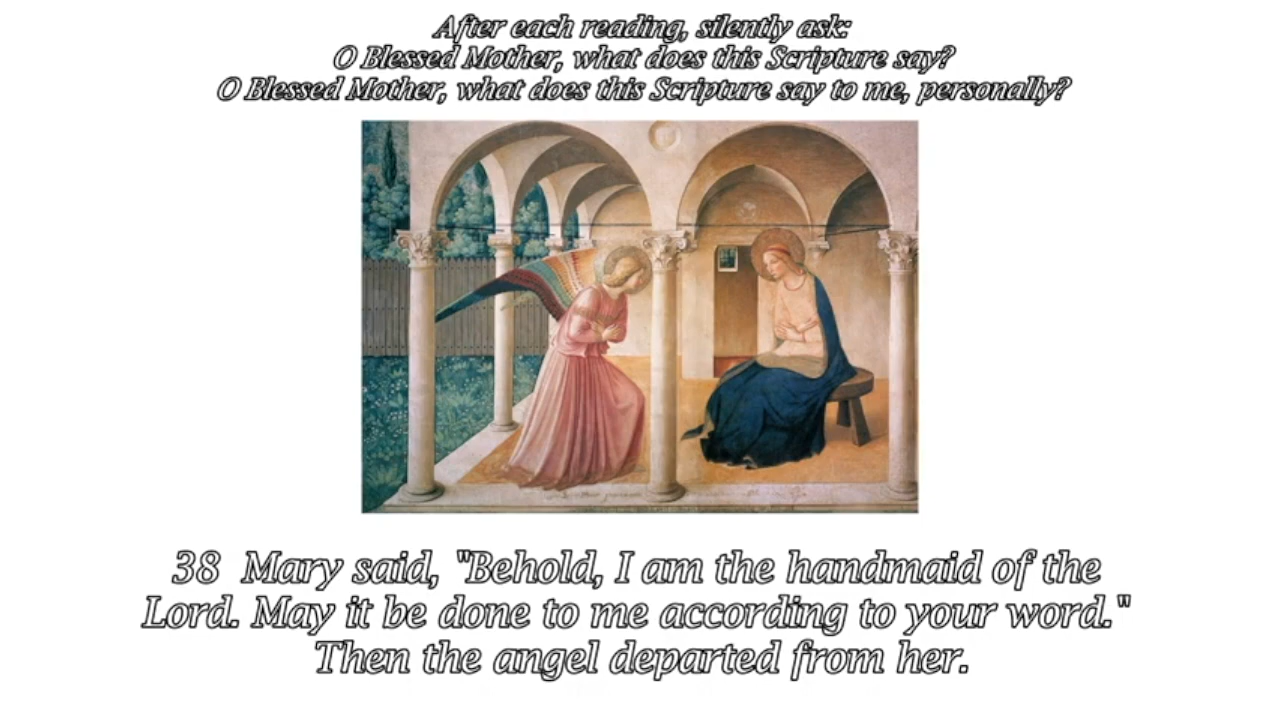 After each reading, silently ask:
O Blessed Mother, what does this Scripture say?
O Blessed Mother, what does this Scripture say to me, personally?
38 Mary said, "Behold, I am the handmaid of the
Lord. May it be done to me according to your word."
Then the angel departed from her.